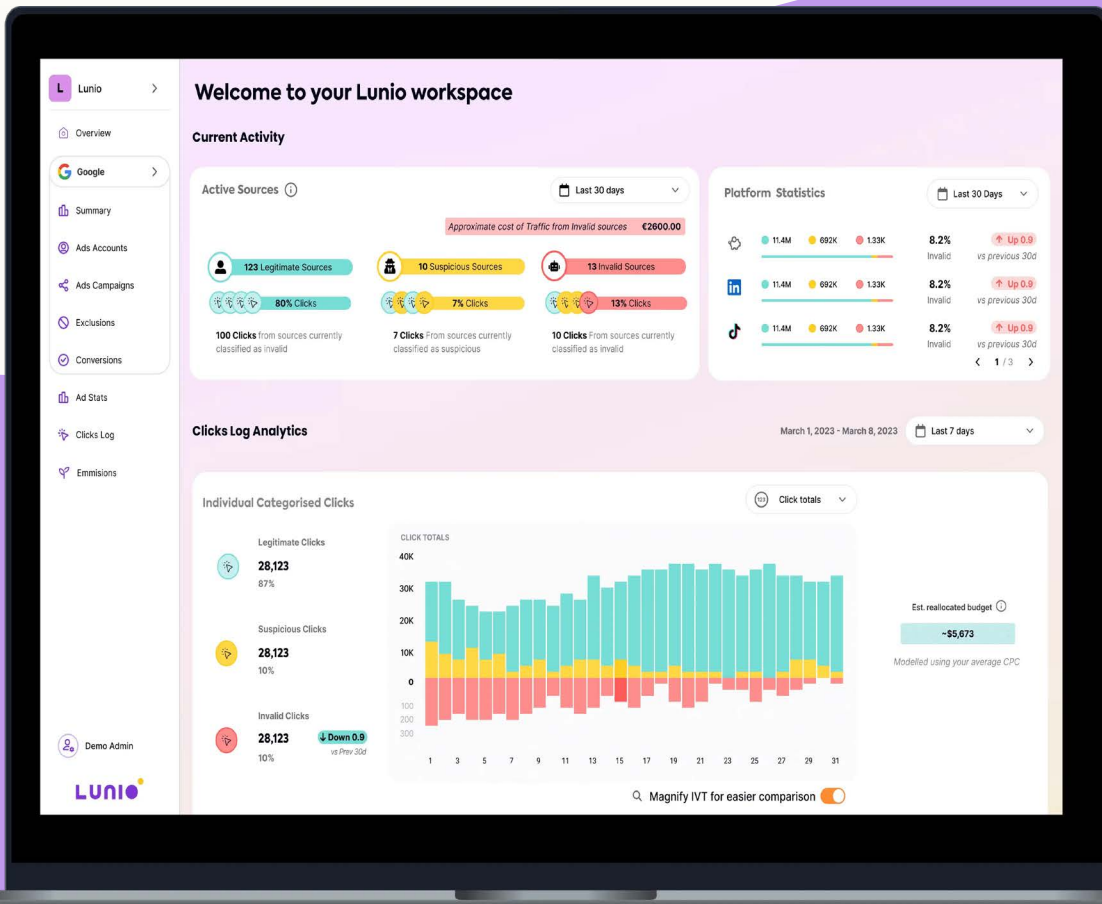 L Lunio
Overview
Google
Summary
Ads Accounts
Ads Campaigns
Exclusions
Conversions
Ad Stats
Clicks Log
Emmisions
Demo Admin
LUNIO
Welcome to your Lunio workspace
Current Activity
Active Sources
Last 30 days
Approximate cost of Traffic from Invalid sources €2600.00
123 Legitimate Sources
80% Clicks
100 Clicks from sources currently
classified as invalid
10 Suspicious Sources
7% Clicks
7 Clicks From sources currently
classified as suspicious
13 Invalid Sources
13% Clicks
10 Clicks From sources currently
classified as invalid
Platform Statistics
Last 30 Days
11.4M 692K 1.33K 8.2% Up 0.9
Invalid vs previous 30d
in 11.4M 692K 1.33K 8.2% Up 0.9
Invalid vs previous 30d
11.4M 692K 1.33K 8.2% Up 0.9
Invalid vs previous 30d
1 / 3
Clicks Log Analytics
March 1, 2023 - March 8, 2023
Last 7 days
Individual Categorised Clicks
123 Click totals
Legitimate Clicks
28,123
87%
Suspicious Clicks
28,123
10%
Invalid Clicks
28,123 Down 0.9
10% vs Prev 30d
CLICK TOTALS
40K
30K
20K
10K
0
100
200
300
1 3 5 7 9 11 13 15 17 19 21 23 25 27 29 31
Magnify IVT for easier comparison
Est. reallocated budget
~$5,673
Modelled using your average CPC